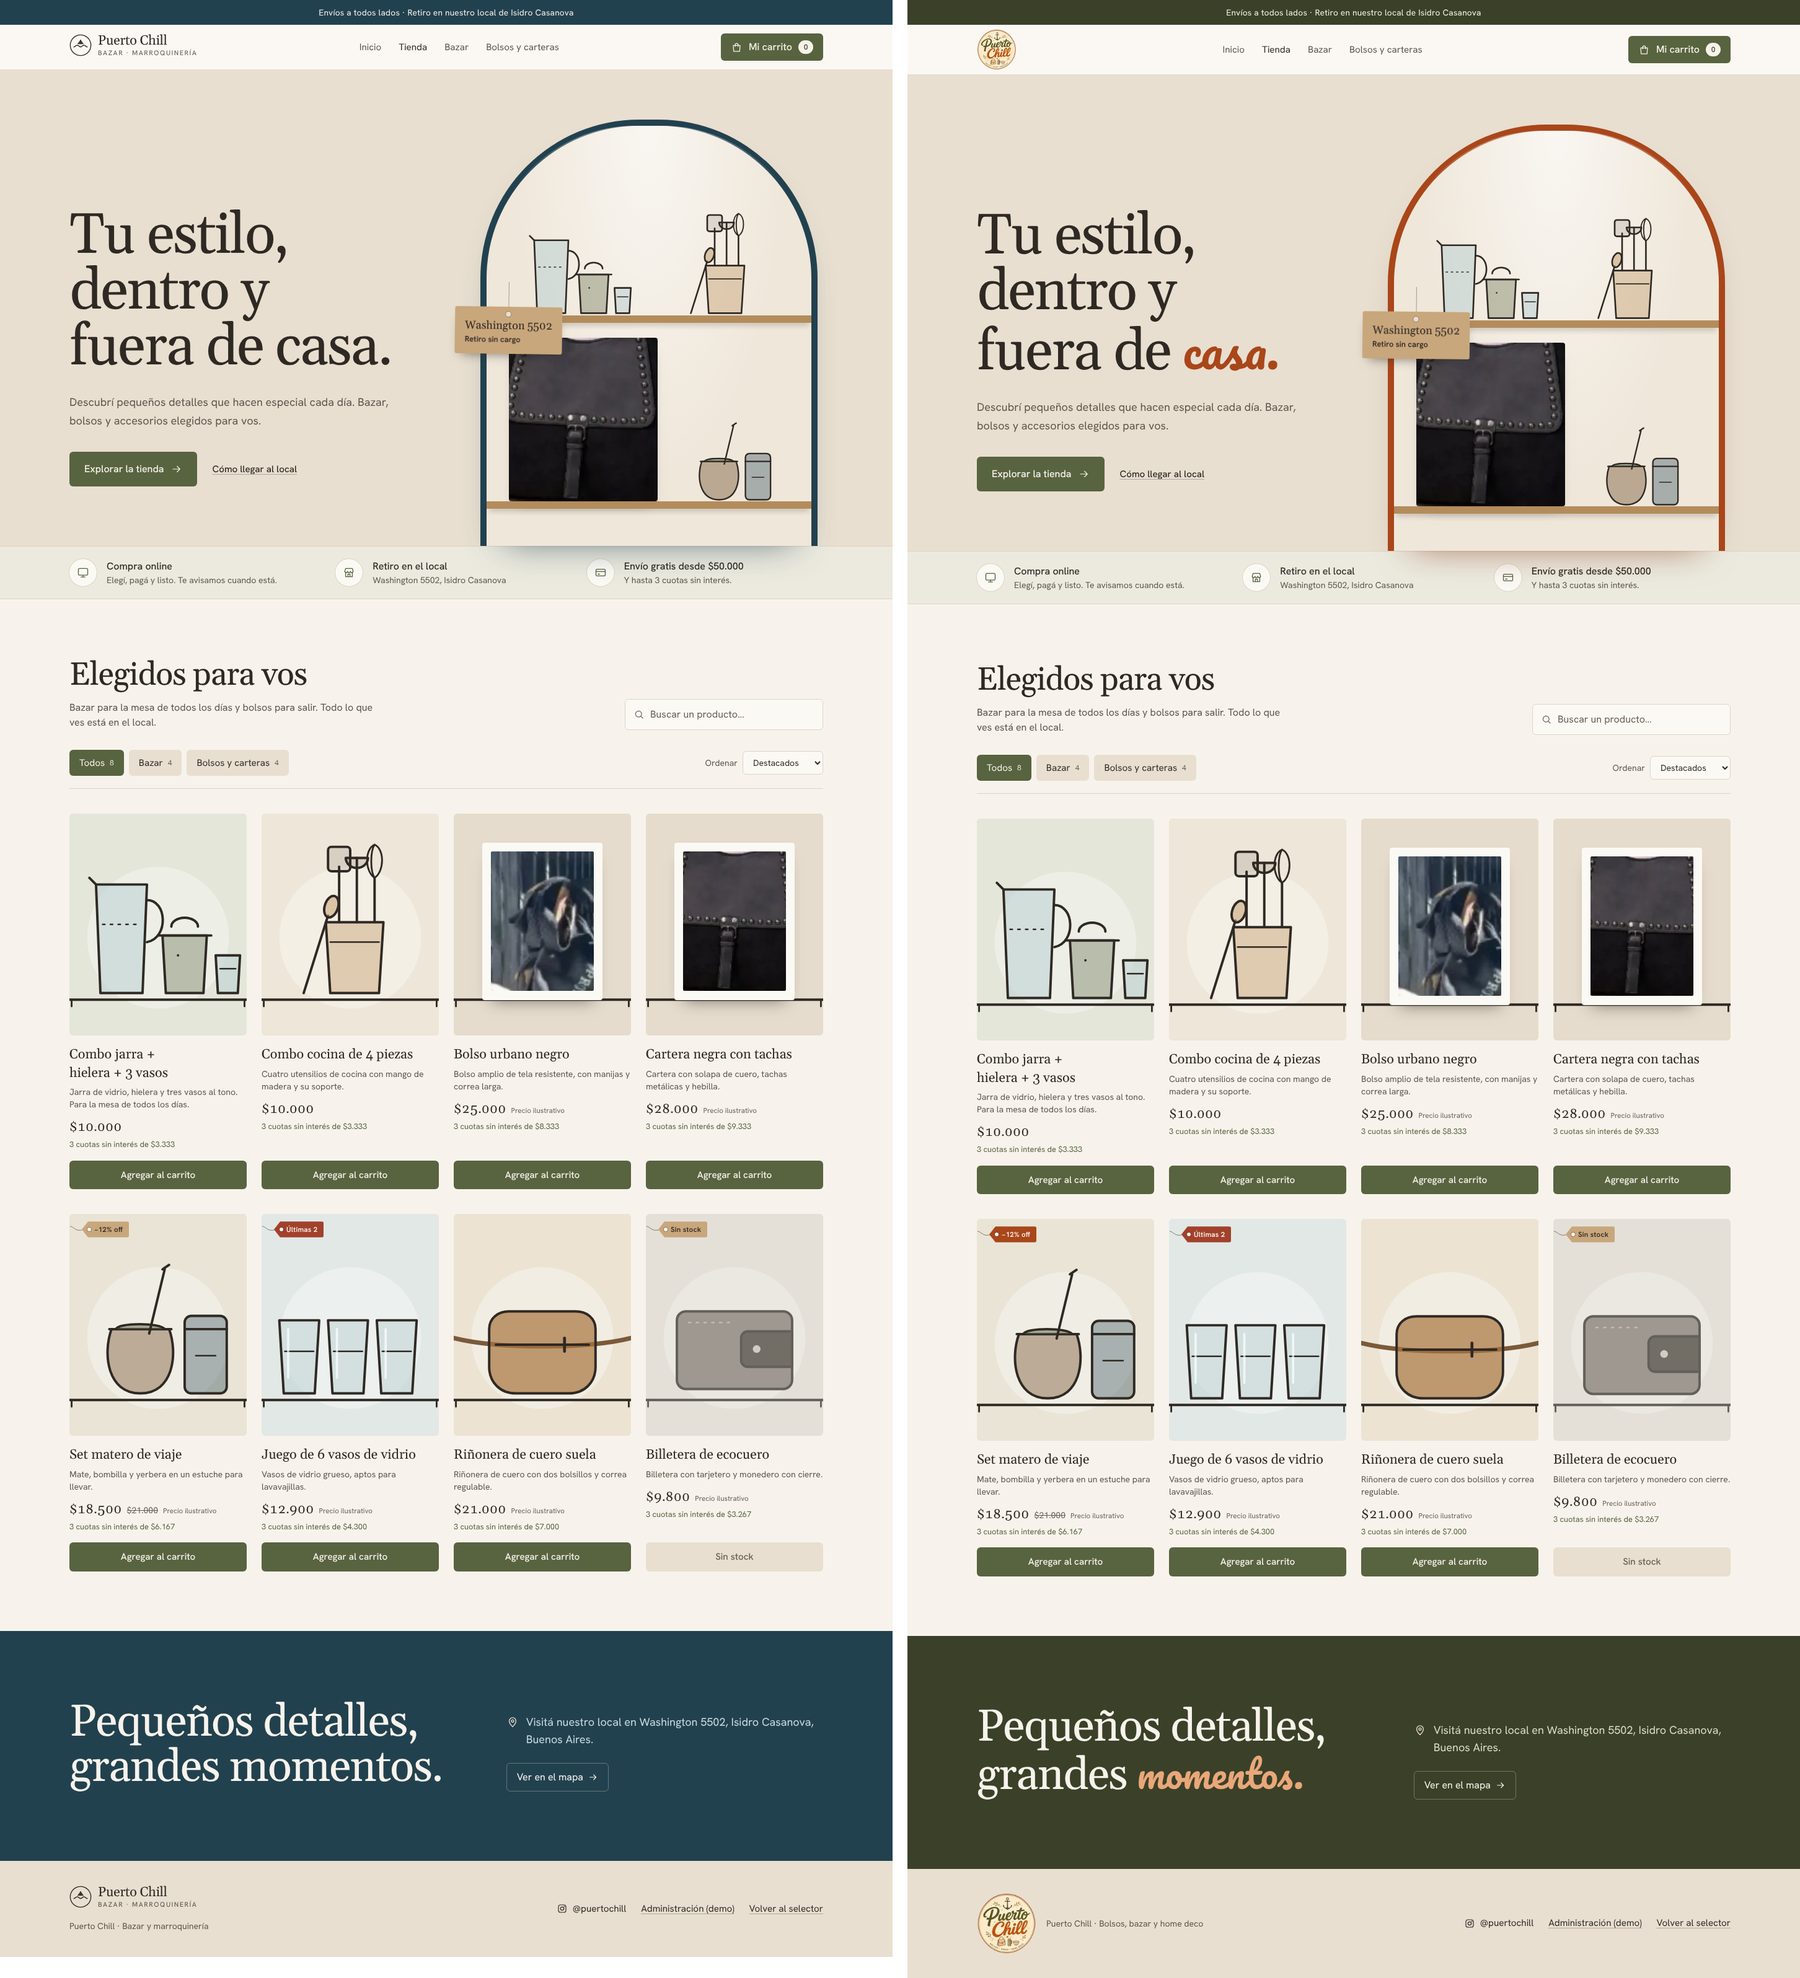 Envíos a todos lados · Retiro en nuestro local de Isidro Casanova
Puerto Chill
BAZAR · MARROQUINERÍA
Inicio Tienda Bazar Bolsos y carteras
Mi carrito 0
Tu estilo,
dentro y
fuera de casa.
Descubrí pequeños detalles que hacen especial cada día. Bazar,
bolsos y accesorios elegidos para vos.
Explorar la tienda → Cómo llegar al local
Washington 5502
Retiro sin cargo
Compra online
Elegí, pagá y listo. Te avisamos cuando está.
Retiro en el local
Washington 5502, Isidro Casanova
Envío gratis desde $50.000
Y hasta 3 cuotas sin interés.
Elegidos para vos
Bazar para la mesa de todos los días y bolsos para salir. Todo lo que
ves está en el local.
Buscar un producto...
Todos 8 Bazar 4 Bolsos y carteras 4
Ordenar Destacados
Combo jarra +
hielera + 3 vasos
Jarra de vidrio, hielera y tres vasos al tono.
Para la mesa de todos los días.
$10.000
3 cuotas sin interés de $3.333
Agregar al carrito
Combo cocina de 4 piezas
Cuatro utensilios de cocina con mango de
madera y su soporte.
$10.000
3 cuotas sin interés de $3.333
Agregar al carrito
Bolso urbano negro
Bolso amplio de tela resistente, con manijas y
correa larga.
$25.000 Precio ilustrativo
3 cuotas sin interés de $8.333
Agregar al carrito
Cartera negra con tachas
Cartera con solapa de cuero, tachas
metálicas y hebilla.
$28.000 Precio ilustrativo
3 cuotas sin interés de $9.333
Agregar al carrito
−12% off
Set matero de viaje
Mate, bombilla y yerbera en un estuche para
llevar.
$18.500 $21.000 Precio ilustrativo
3 cuotas sin interés de $6.167
Agregar al carrito
Últimas 2
Juego de 6 vasos de vidrio
Vasos de vidrio grueso, aptos para
lavavajillas.
$12.900 Precio ilustrativo
3 cuotas sin interés de $4.300
Agregar al carrito
Riñonera de cuero suela
Riñonera de cuero con dos bolsillos y correa
regulable.
$21.000 Precio ilustrativo
3 cuotas sin interés de $7.000
Agregar al carrito
Sin stock
Billetera de ecocuero
Billetera con tarjetero y monedero con cierre.
$9.800 Precio ilustrativo
3 cuotas sin interés de $3.267
Sin stock
Pequeños detalles,
grandes momentos.
Visitá nuestro local en Washington 5502, Isidro Casanova,
Buenos Aires.
Ver en el mapa →
Puerto Chill
BAZAR · MARROQUINERÍA
Puerto Chill · Bazar y marroquinería
@puertochill Administración (demo) Volver al selector
Envíos a todos lados · Retiro en nuestro local de Isidro Casanova
Puerto
Chill
Inicio Tienda Bazar Bolsos y carteras
Mi carrito 0
Tu estilo,
dentro y
fuera de casa.
Descubrí pequeños detalles que hacen especial cada día. Bazar,
bolsos y accesorios elegidos para vos.
Explorar la tienda → Cómo llegar al local
Washington 5502
Retiro sin cargo
Compra online
Elegí, pagá y listo. Te avisamos cuando está.
Retiro en el local
Washington 5502, Isidro Casanova
Envío gratis desde $50.000
Y hasta 3 cuotas sin interés.
Elegidos para vos
Bazar para la mesa de todos los días y bolsos para salir. Todo lo que
ves está en el local.
Buscar un producto...
Todos 8 Bazar 4 Bolsos y carteras 4
Ordenar Destacados
Combo jarra +
hielera + 3 vasos
Jarra de vidrio, hielera y tres vasos al tono.
Para la mesa de todos los días.
$10.000
3 cuotas sin interés de $3.333
Agregar al carrito
Combo cocina de 4 piezas
Cuatro utensilios de cocina con mango de
madera y su soporte.
$10.000
3 cuotas sin interés de $3.333
Agregar al carrito
Bolso urbano negro
Bolso amplio de tela resistente, con manijas y
correa larga.
$25.000 Precio ilustrativo
3 cuotas sin interés de $8.333
Agregar al carrito
Cartera negra con tachas
Cartera con solapa de cuero, tachas
metálicas y hebilla.
$28.000 Precio ilustrativo
3 cuotas sin interés de $9.333
Agregar al carrito
−12% off
Set matero de viaje
Mate, bombilla y yerbera en un estuche para
llevar.
$18.500 $21.000 Precio ilustrativo
3 cuotas sin interés de $6.167
Agregar al carrito
Últimas 2
Juego de 6 vasos de vidrio
Vasos de vidrio grueso, aptos para
lavavajillas.
$12.900 Precio ilustrativo
3 cuotas sin interés de $4.300
Agregar al carrito
Riñonera de cuero suela
Riñonera de cuero con dos bolsillos y correa
regulable.
$21.000 Precio ilustrativo
3 cuotas sin interés de $7.000
Agregar al carrito
Sin stock
Billetera de ecocuero
Billetera con tarjetero y monedero con cierre.
$9.800 Precio ilustrativo
3 cuotas sin interés de $3.267
Sin stock
Pequeños detalles,
grandes momentos.
Visitá nuestro local en Washington 5502, Isidro Casanova,
Buenos Aires.
Ver en el mapa →
Puerto
Chill
Puerto Chill · Bolsos, bazar y home deco
@puertochill Administración (demo) Volver al selector